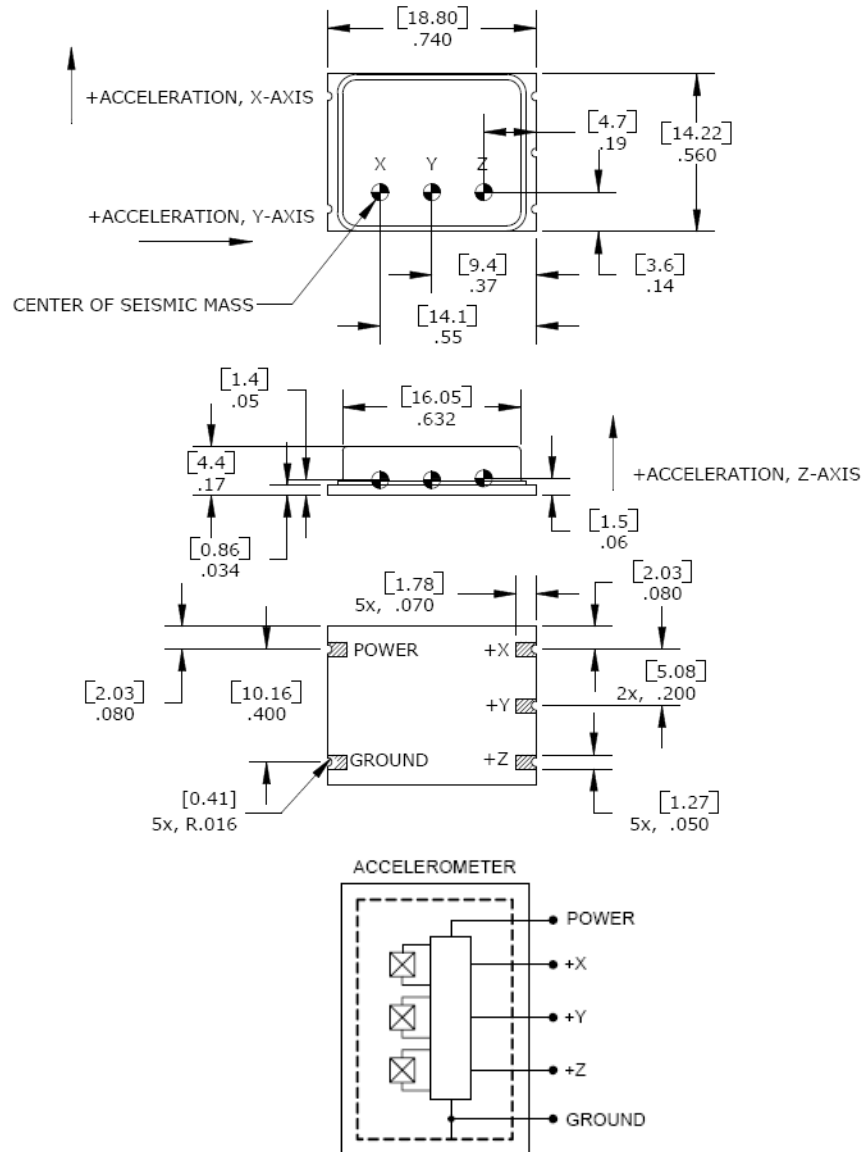 [18.80]
.740
+ACCELERATION, X-AXIS
[4.7]
.19
[14.22]
.560
X Y Z
+ACCELERATION, Y-AXIS
[9.4]
.37
[3.6]
.14
CENTER OF SEISMIC MASS
[14.1]
.55
[1.4]
.05
[16.05]
.632
[4.4]
.17
+ACCELERATION, Z-AXIS
[1.5]
.06
[0.86]
.034
[1.78]
5x, .070
[2.03]
.080
POWER
+X
[5.08]
2x, .200
[2.03]
.080
[10.16]
.400
+Y
GROUND
+Z
[0.41]
5x, R.016
[1.27]
5x, .050
ACCELEROMETER
POWER
+X
+Y
+Z
GROUND